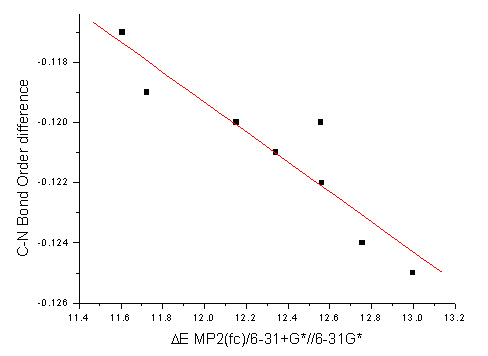 -0.118
-0.120
-0.122
-0.124
-0.126
C-N Bond Order difference
11.4 11.6 11.8 12.0 12.2 12.4 12.6 12.8 13.0 13.2
ΔE MP2(fc)/6-31+G*//6-31G*